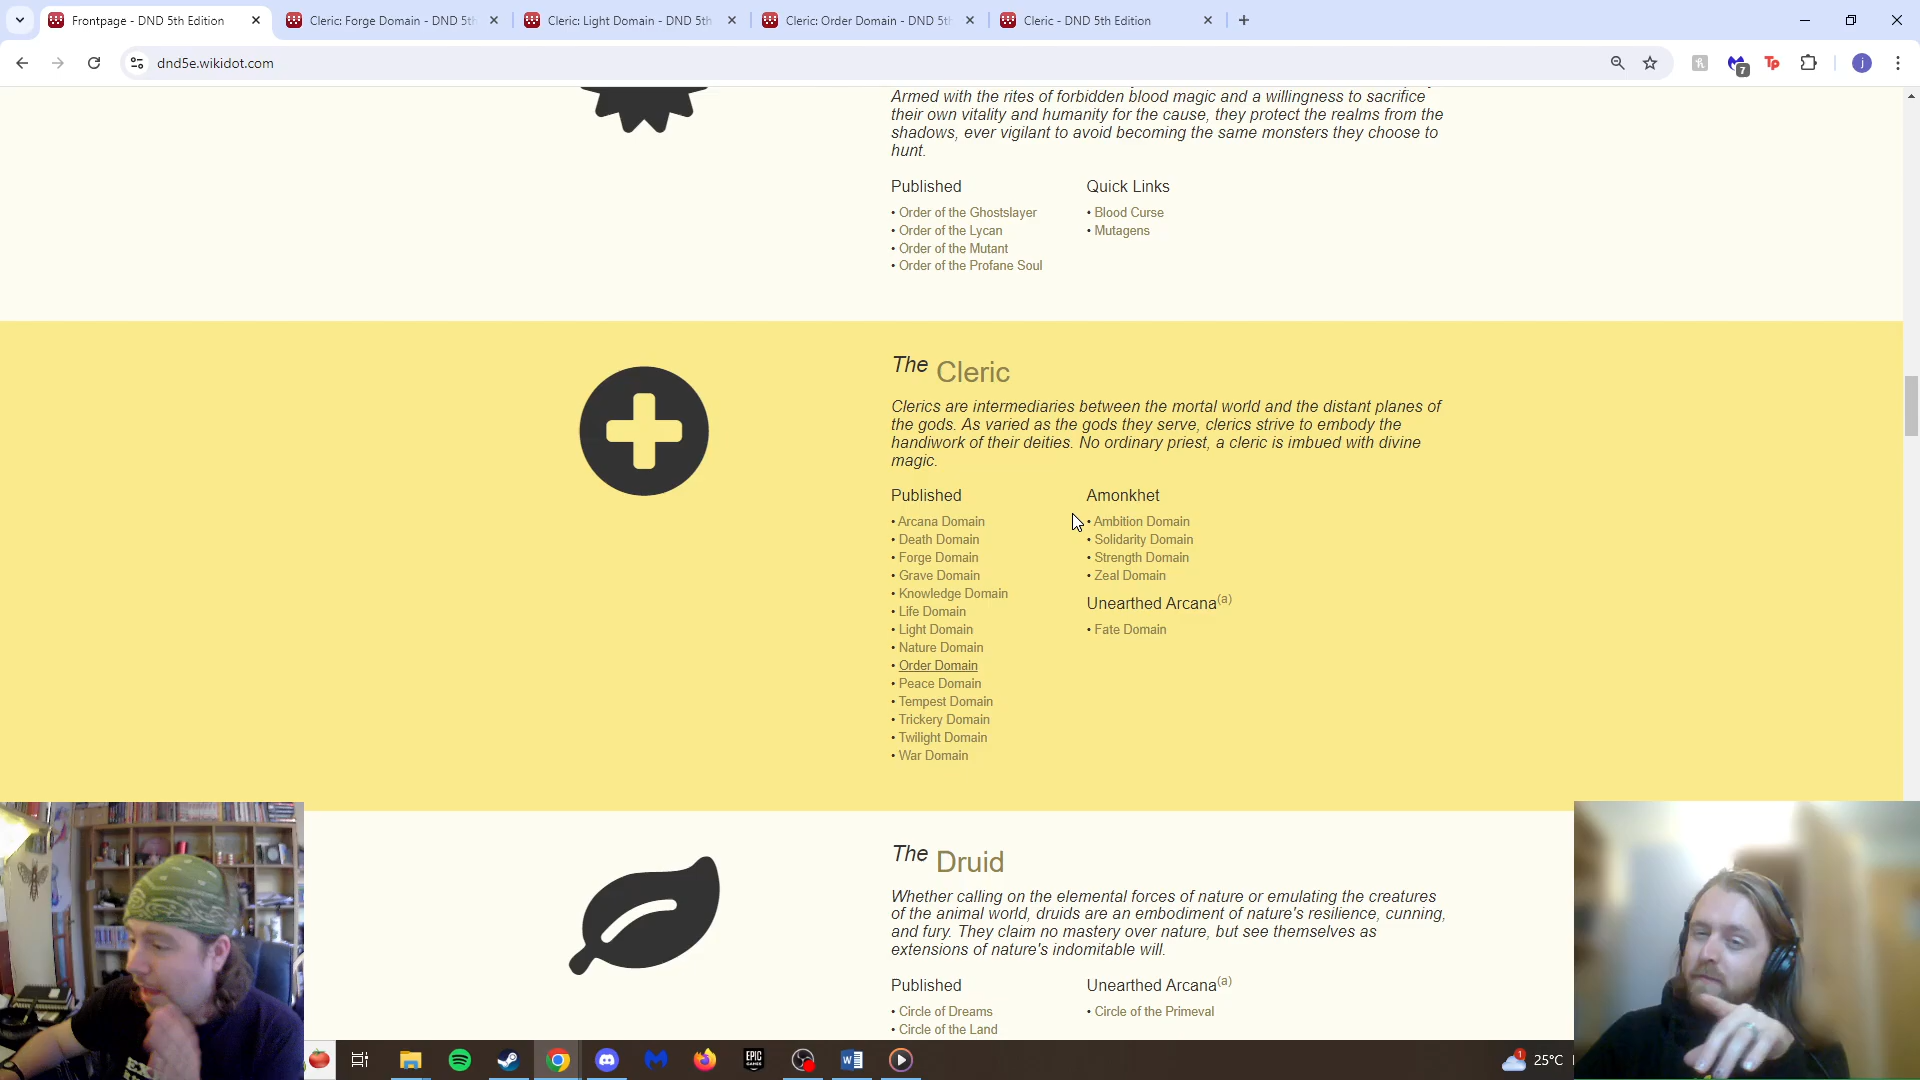 Frontpage - DND 5th Edition
Cleric: Forge Domain - DND 5th
Cleric: Light Domain - DND 5th
Cleric: Order Domain - DND 5th
Cleric - DND 5th Edition
dnd5e.wikidot.com
7
j
Armed with the rites of forbidden blood magic and a willingness to sacrifice
their own vitality and humanity for the cause, they protect the realms from the
shadows, ever vigilant to avoid becoming the same monsters they choose to
hunt.
Published
• Order of the Ghostslayer
• Order of the Lycan
• Order of the Mutant
• Order of the Profane Soul
Quick Links
• Blood Curse
• Mutagens
The Cleric
Clerics are intermediaries between the mortal world and the distant planes of
the gods. As varied as the gods they serve, clerics strive to embody the
handiwork of their deities. No ordinary priest, a cleric is imbued with divine
magic.
Published
• Arcana Domain
• Death Domain
• Forge Domain
• Grave Domain
• Knowledge Domain
• Life Domain
• Light Domain
• Nature Domain
• Order Domain
• Peace Domain
• Tempest Domain
• Trickery Domain
• Twilight Domain
• War Domain
Amonkhet
• Ambition Domain
• Solidarity Domain
• Strength Domain
• Zeal Domain
Unearthed Arcana(a)
• Fate Domain
The Druid
Whether calling on the elemental forces of nature or emulating the creatures
of the animal world, druids are an embodiment of nature's resilience, cunning,
and fury. They claim no mastery over nature, but see themselves as
extensions of nature's indomitable will.
Published
• Circle of Dreams
• Circle of the Land
Unearthed Arcana(a)
• Circle of the Primeval
EPIC
GAMES
1
25°C